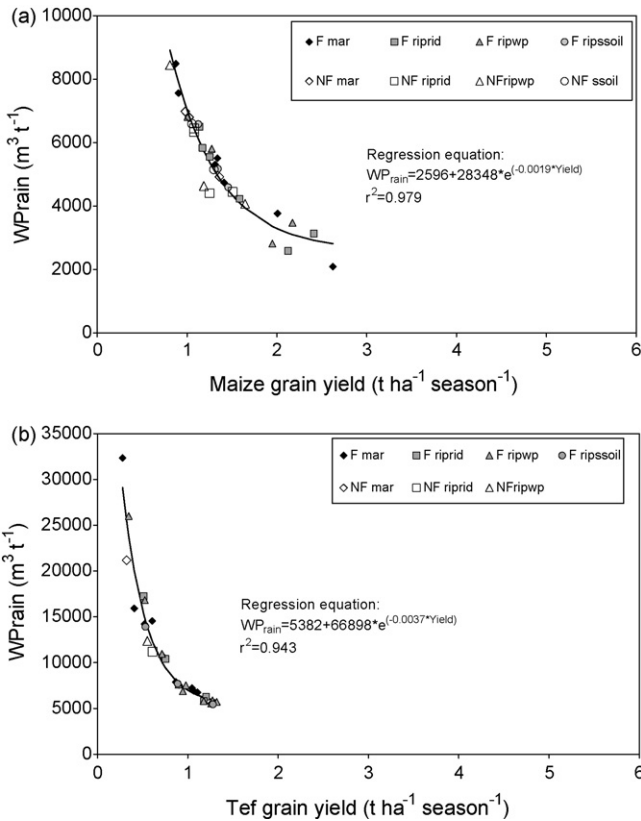 (a)
10000
8000
6000
4000
2000
0
WPrain (m³ t⁻¹)
F mar F riprid F ripwp F ripssoil
NF mar NF riprid NFripwp NF ssoil
Regression equation:
WPrain=2596+28348*e^(-0.0019*Yield)
r²=0.979
0 1 2 3 4 5 6
Maize grain yield (t ha⁻¹ season⁻¹)
(b)
35000
30000
25000
20000
15000
10000
5000
0
WPrain (m³ t⁻¹)
F mar F riprid F ripwp F ripssoil
NF mar NF riprid NFripwp
Regression equation:
WPrain=5382+66898*e^(-0.0037*Yield)
r²=0.943
0 1 2 3 4 5 6
Tef grain yield (t ha⁻¹ season⁻¹)